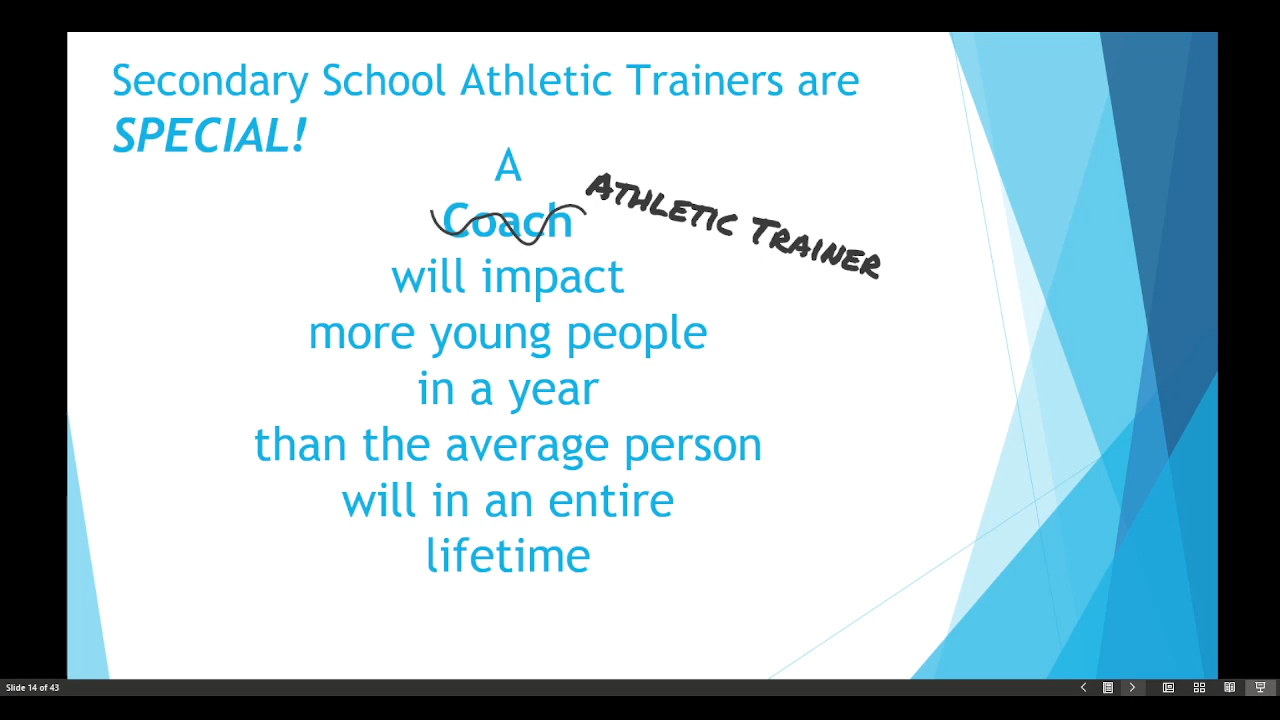 Secondary School Athletic Trainers are
SPECIAL!
A
Coach
Athletic Trainer
will impact
more young people
in a year
than the average person
will in an entire
lifetime
Slide 14 of 43